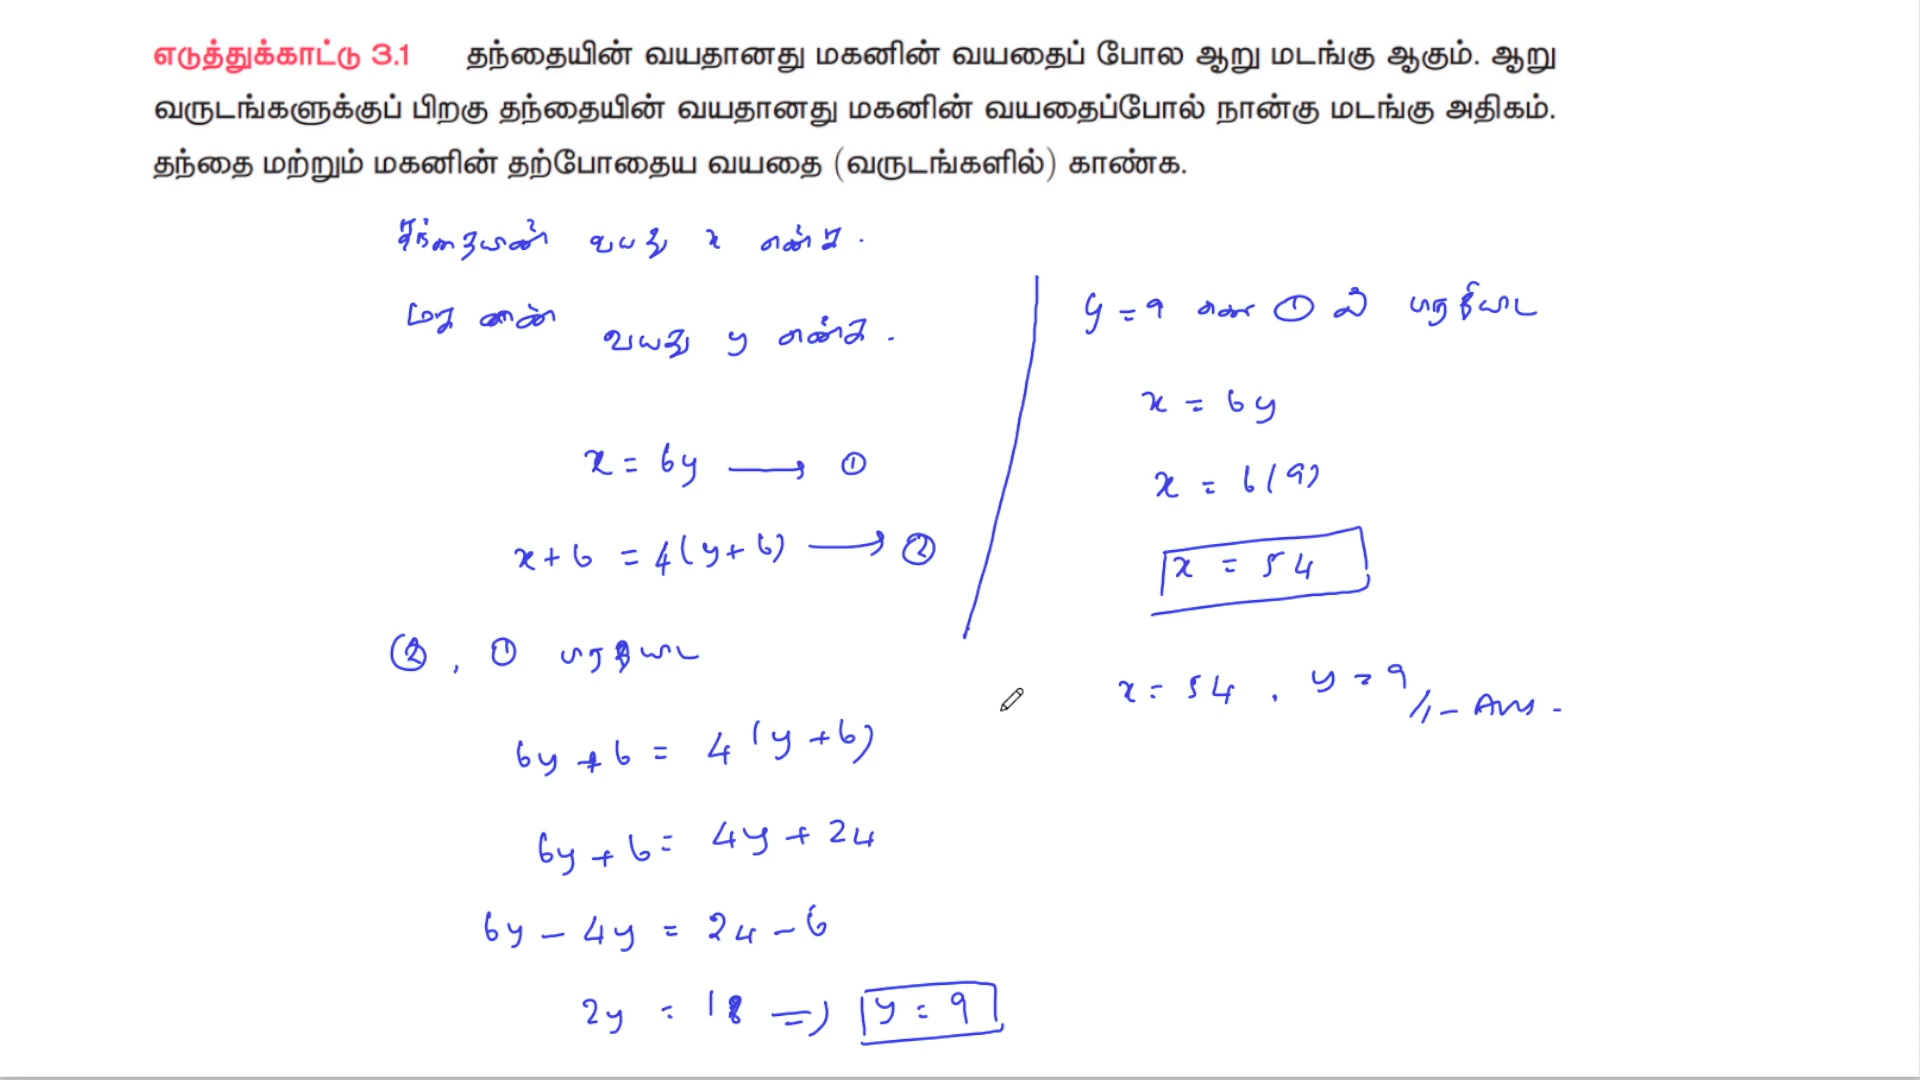 எடுத்துக்காட்டு 3.1 தந்தையின் வயதானது மகனின் வயதைப் போல ஆறு மடங்கு ஆகும். ஆறு
வருடங்களுக்குப் பிறகு தந்தையின் வயதானது மகனின் வயதைப்போல் நான்கு மடங்கு அதிகம்.
தந்தை மற்றும் மகனின் தற்போதைய வயதை (வருடங்களில்) காண்க.
தந்தையின் வயது x என்க.
மகனின் வயது y என்க.
x = 6y ⟶ ①
x + 6 = 4(y + 6) ⟶ ②
②, ① பிரதியிட
6y + 6 = 4(y + 6)
6y + 6 = 4y + 24
6y - 4y = 24 - 6
2y = 18 ⇒ y = 9
y = 9 என ① ல் பிரதியிட
x = 6y
x = 6(9)
x = 54
x = 54, y = 9 // - Ans -